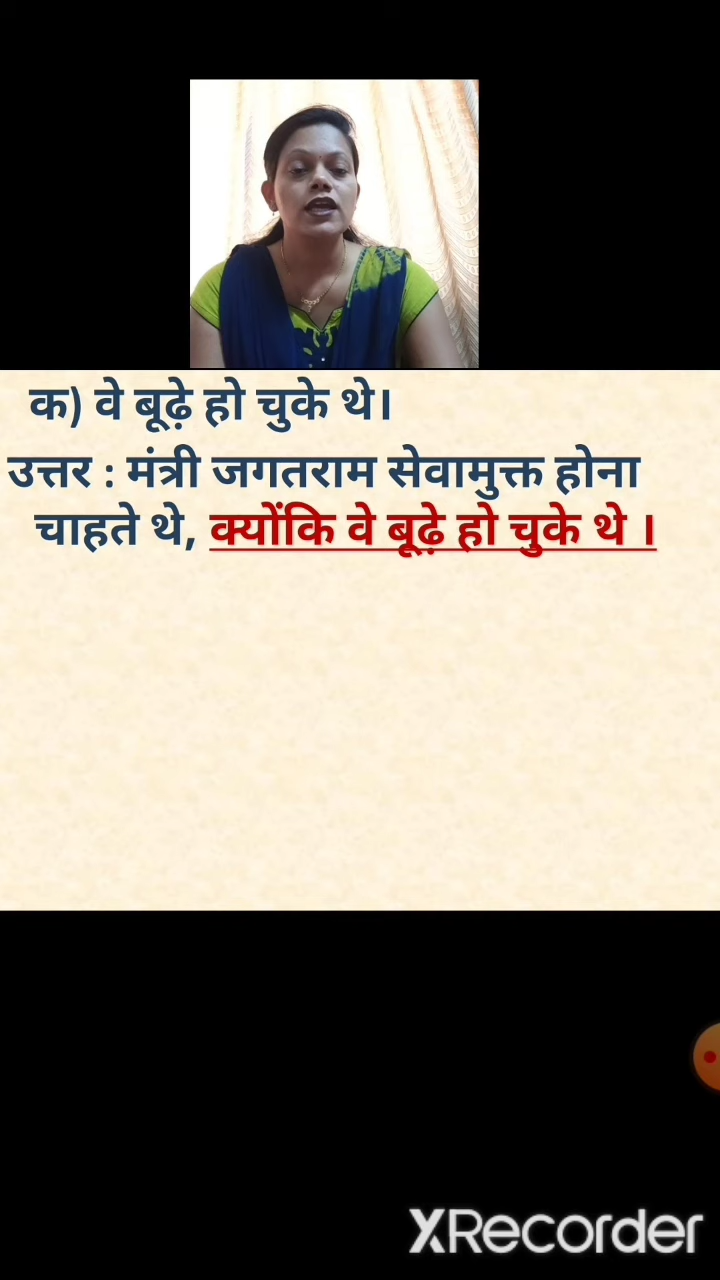 क) वे बूढ़े हो चुके थे।
उत्तर : मंत्री जगतराम सेवामुक्त होना
चाहते थे, क्योंकि वे बूढ़े हो चुके थे ।
XRecorder